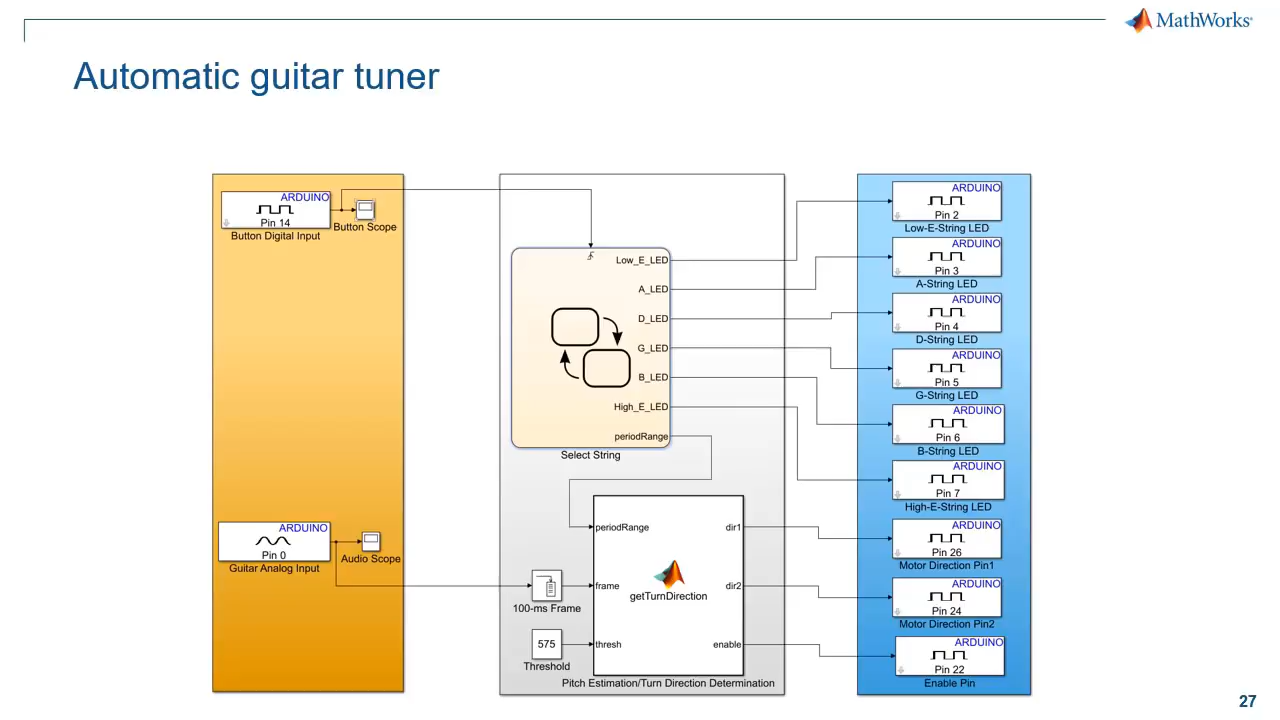 MathWorks®
Automatic guitar tuner
ARDUINO
Pin 14
Button Digital Input
Button Scope
ARDUINO
Pin 0
Guitar Analog Input
Audio Scope
Low_E_LED
A_LED
D_LED
G_LED
B_LED
High_E_LED
periodRange
Select String
100-ms Frame
575
Threshold
periodRange
frame
thresh
getTurnDirection
dir1
dir2
enable
Pitch Estimation/Turn Direction Determination
ARDUINO
Pin 2
Low-E-String LED
ARDUINO
Pin 3
A-String LED
ARDUINO
Pin 4
D-String LED
ARDUINO
Pin 5
G-String LED
ARDUINO
Pin 6
B-String LED
ARDUINO
Pin 7
High-E-String LED
ARDUINO
Pin 26
Motor Direction Pin1
ARDUINO
Pin 24
Motor Direction Pin2
ARDUINO
Pin 22
Enable Pin
27